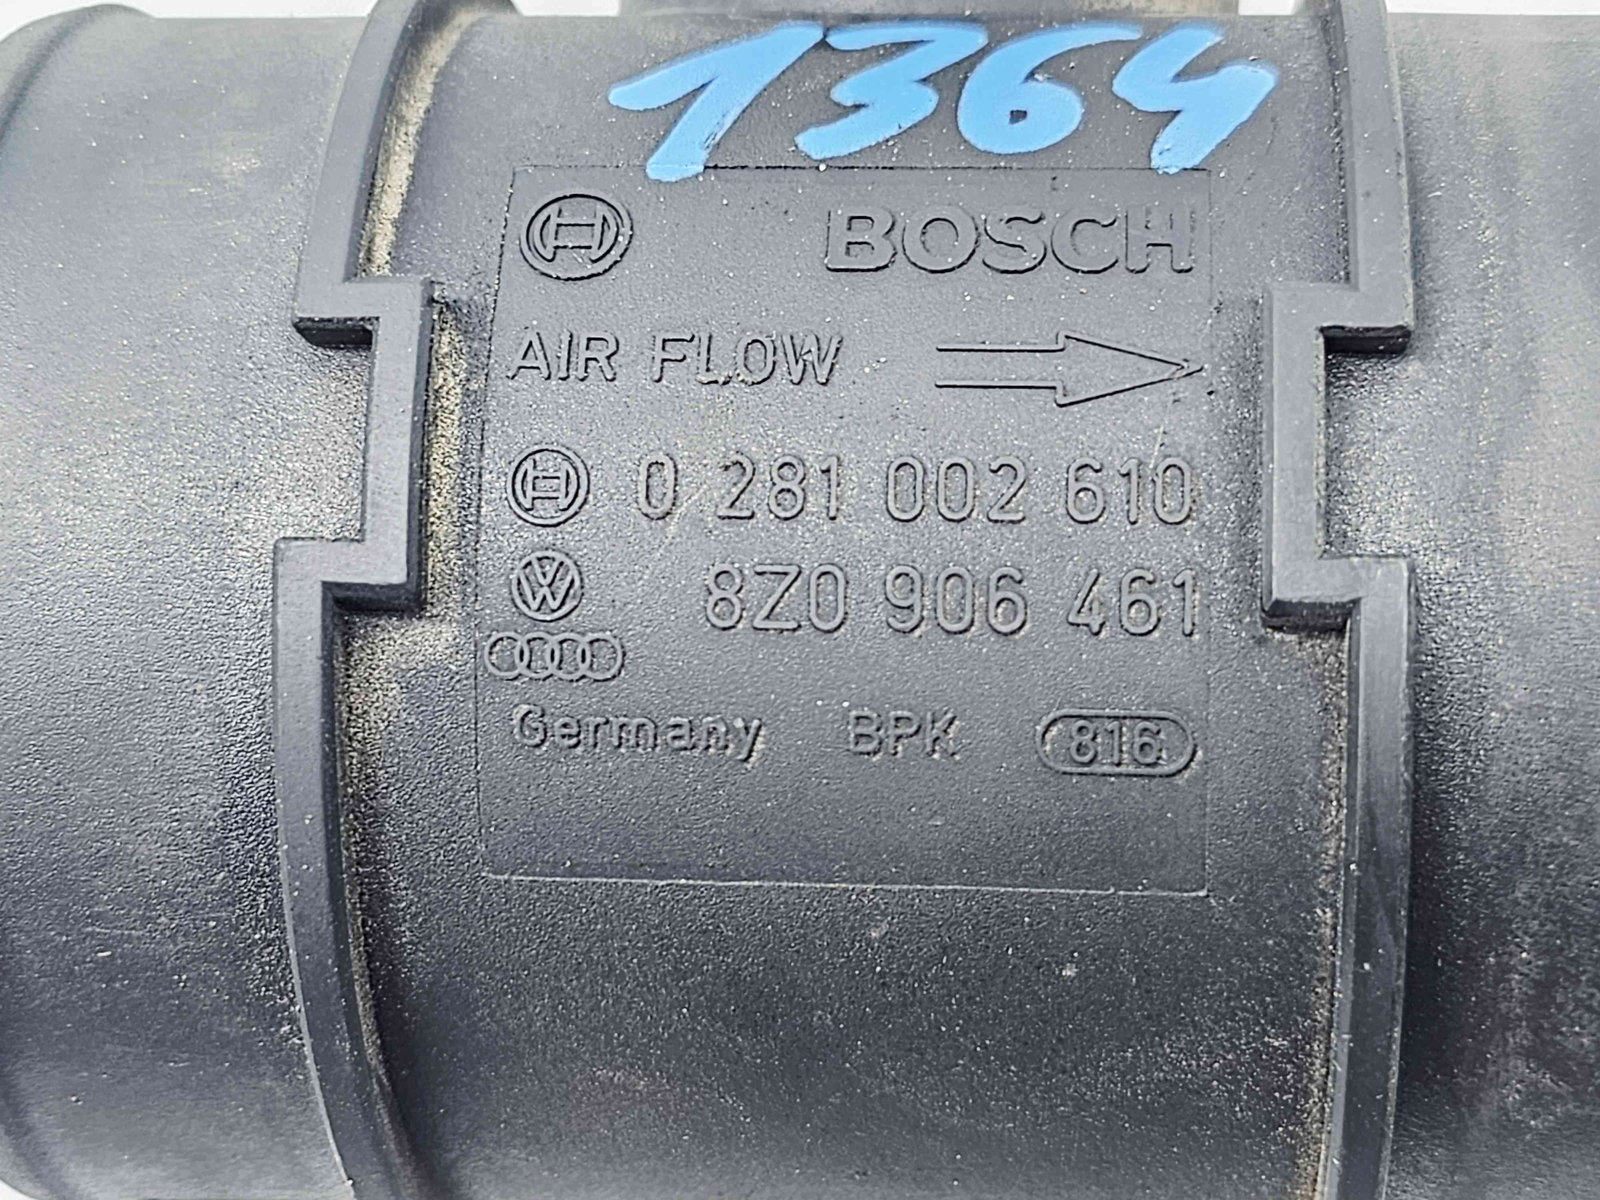 1364
BOSCH
AIR FLOW
0 281 002 610
8Z0 906 461
Germany BPK 816